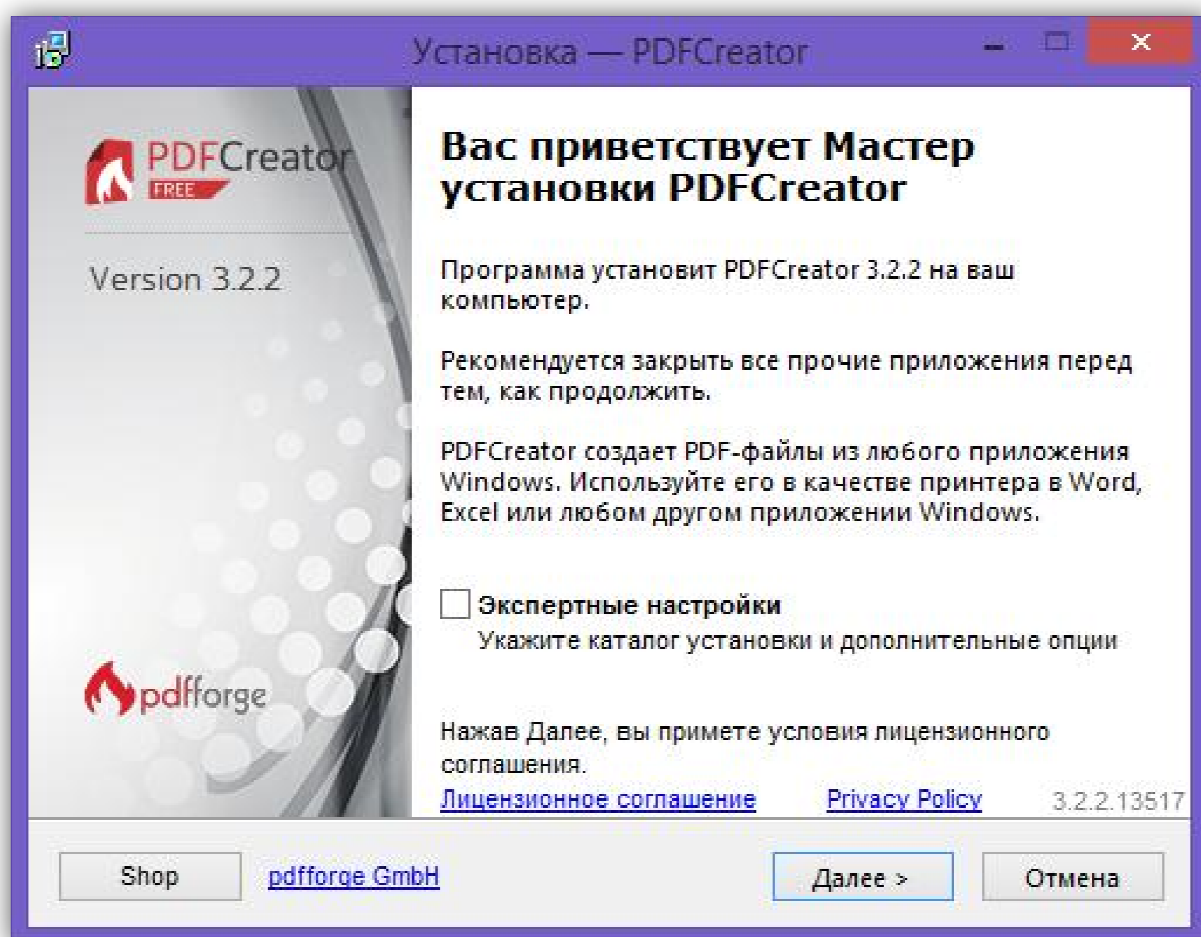 Установка — PDFCreator
PDFCreator
FREE
Version 3.2.2
pdfforge
Вас приветствует Мастер
установки PDFCreator
Программа установит PDFCreator 3.2.2 на ваш
компьютер.
Рекомендуется закрыть все прочие приложения перед
тем, как продолжить.
PDFCreator создает PDF-файлы из любого приложения
Windows. Используйте его в качестве принтера в Word,
Excel или любом другом приложении Windows.
Экспертные настройки
Укажите каталог установки и дополнительные опции
Нажав Далее, вы примете условия лицензионного
соглашения.
Лицензионное соглашение Privacy Policy 3.2.2.13517
Shop pdfforge GmbH Далее > Отмена